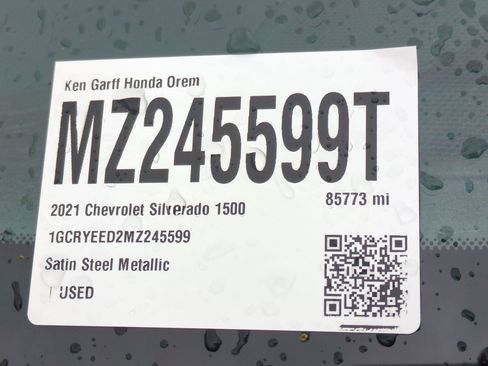 Ken Garff Honda Orem
MZ245599T
2021 Chevrolet Silverado 1500
85773 mi
1GCRYEED2MZ245599
Satin Steel Metallic
USED